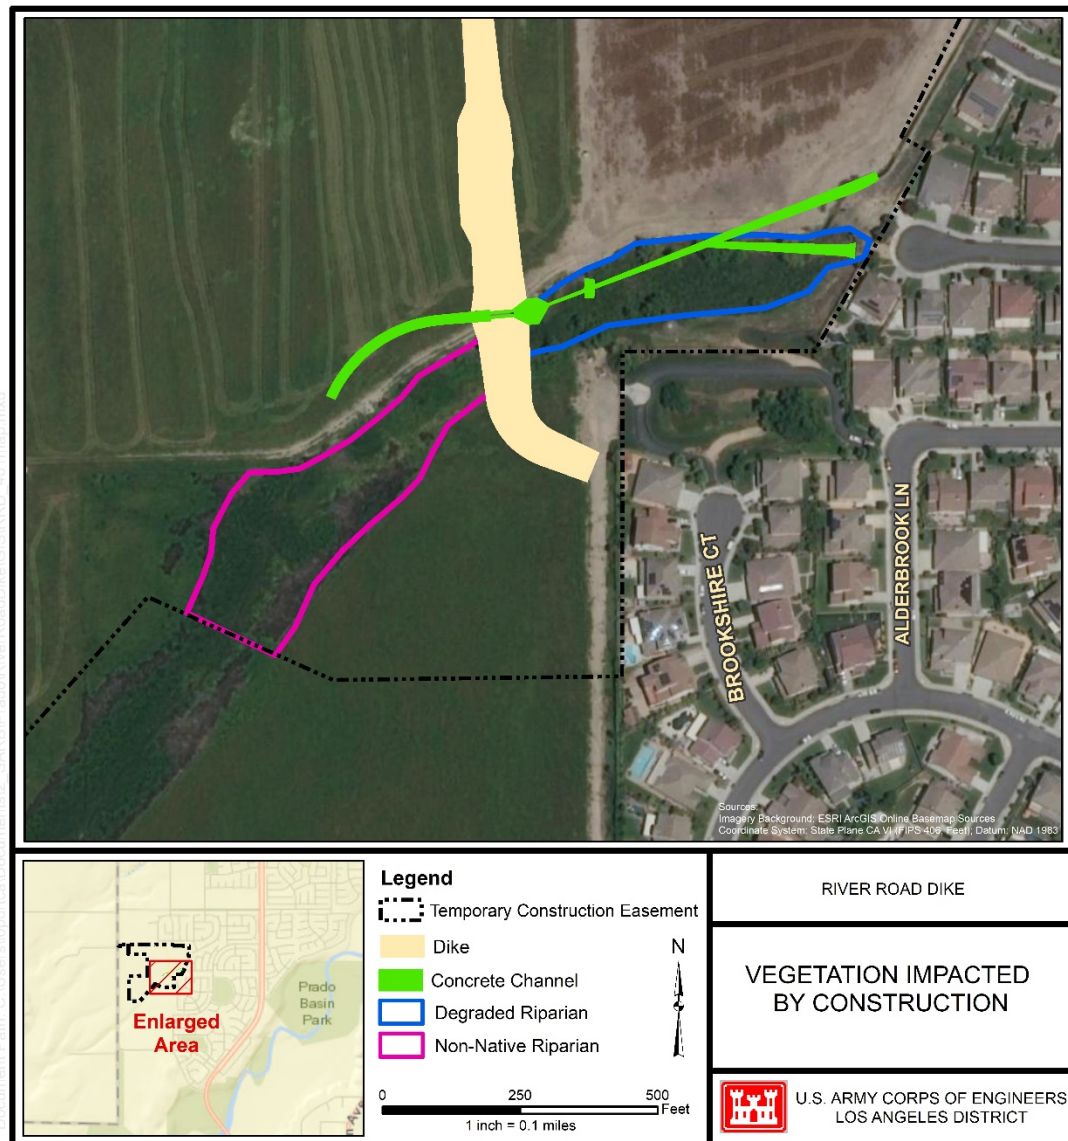 BROOKSHIRE CT
ALDERBROOK LN
Sources:
Imagery Background: ESRI ArcGIS Online Basemap Sources
Coordinate System: State Plane CA VI (FIPS 406, Feet); Datum: NAD 1983
Prado
Basin
Park
Enlarged
Area
Legend
Temporary Construction Easement
Dike
Concrete Channel
Degraded Riparian
Non-Native Riparian
N
0 250 500
Feet
1 inch = 0.1 miles
RIVER ROAD DIKE
VEGETATION IMPACTED
BY CONSTRUCTION
U.S. ARMY CORPS OF ENGINEERS
LOS ANGELES DISTRICT